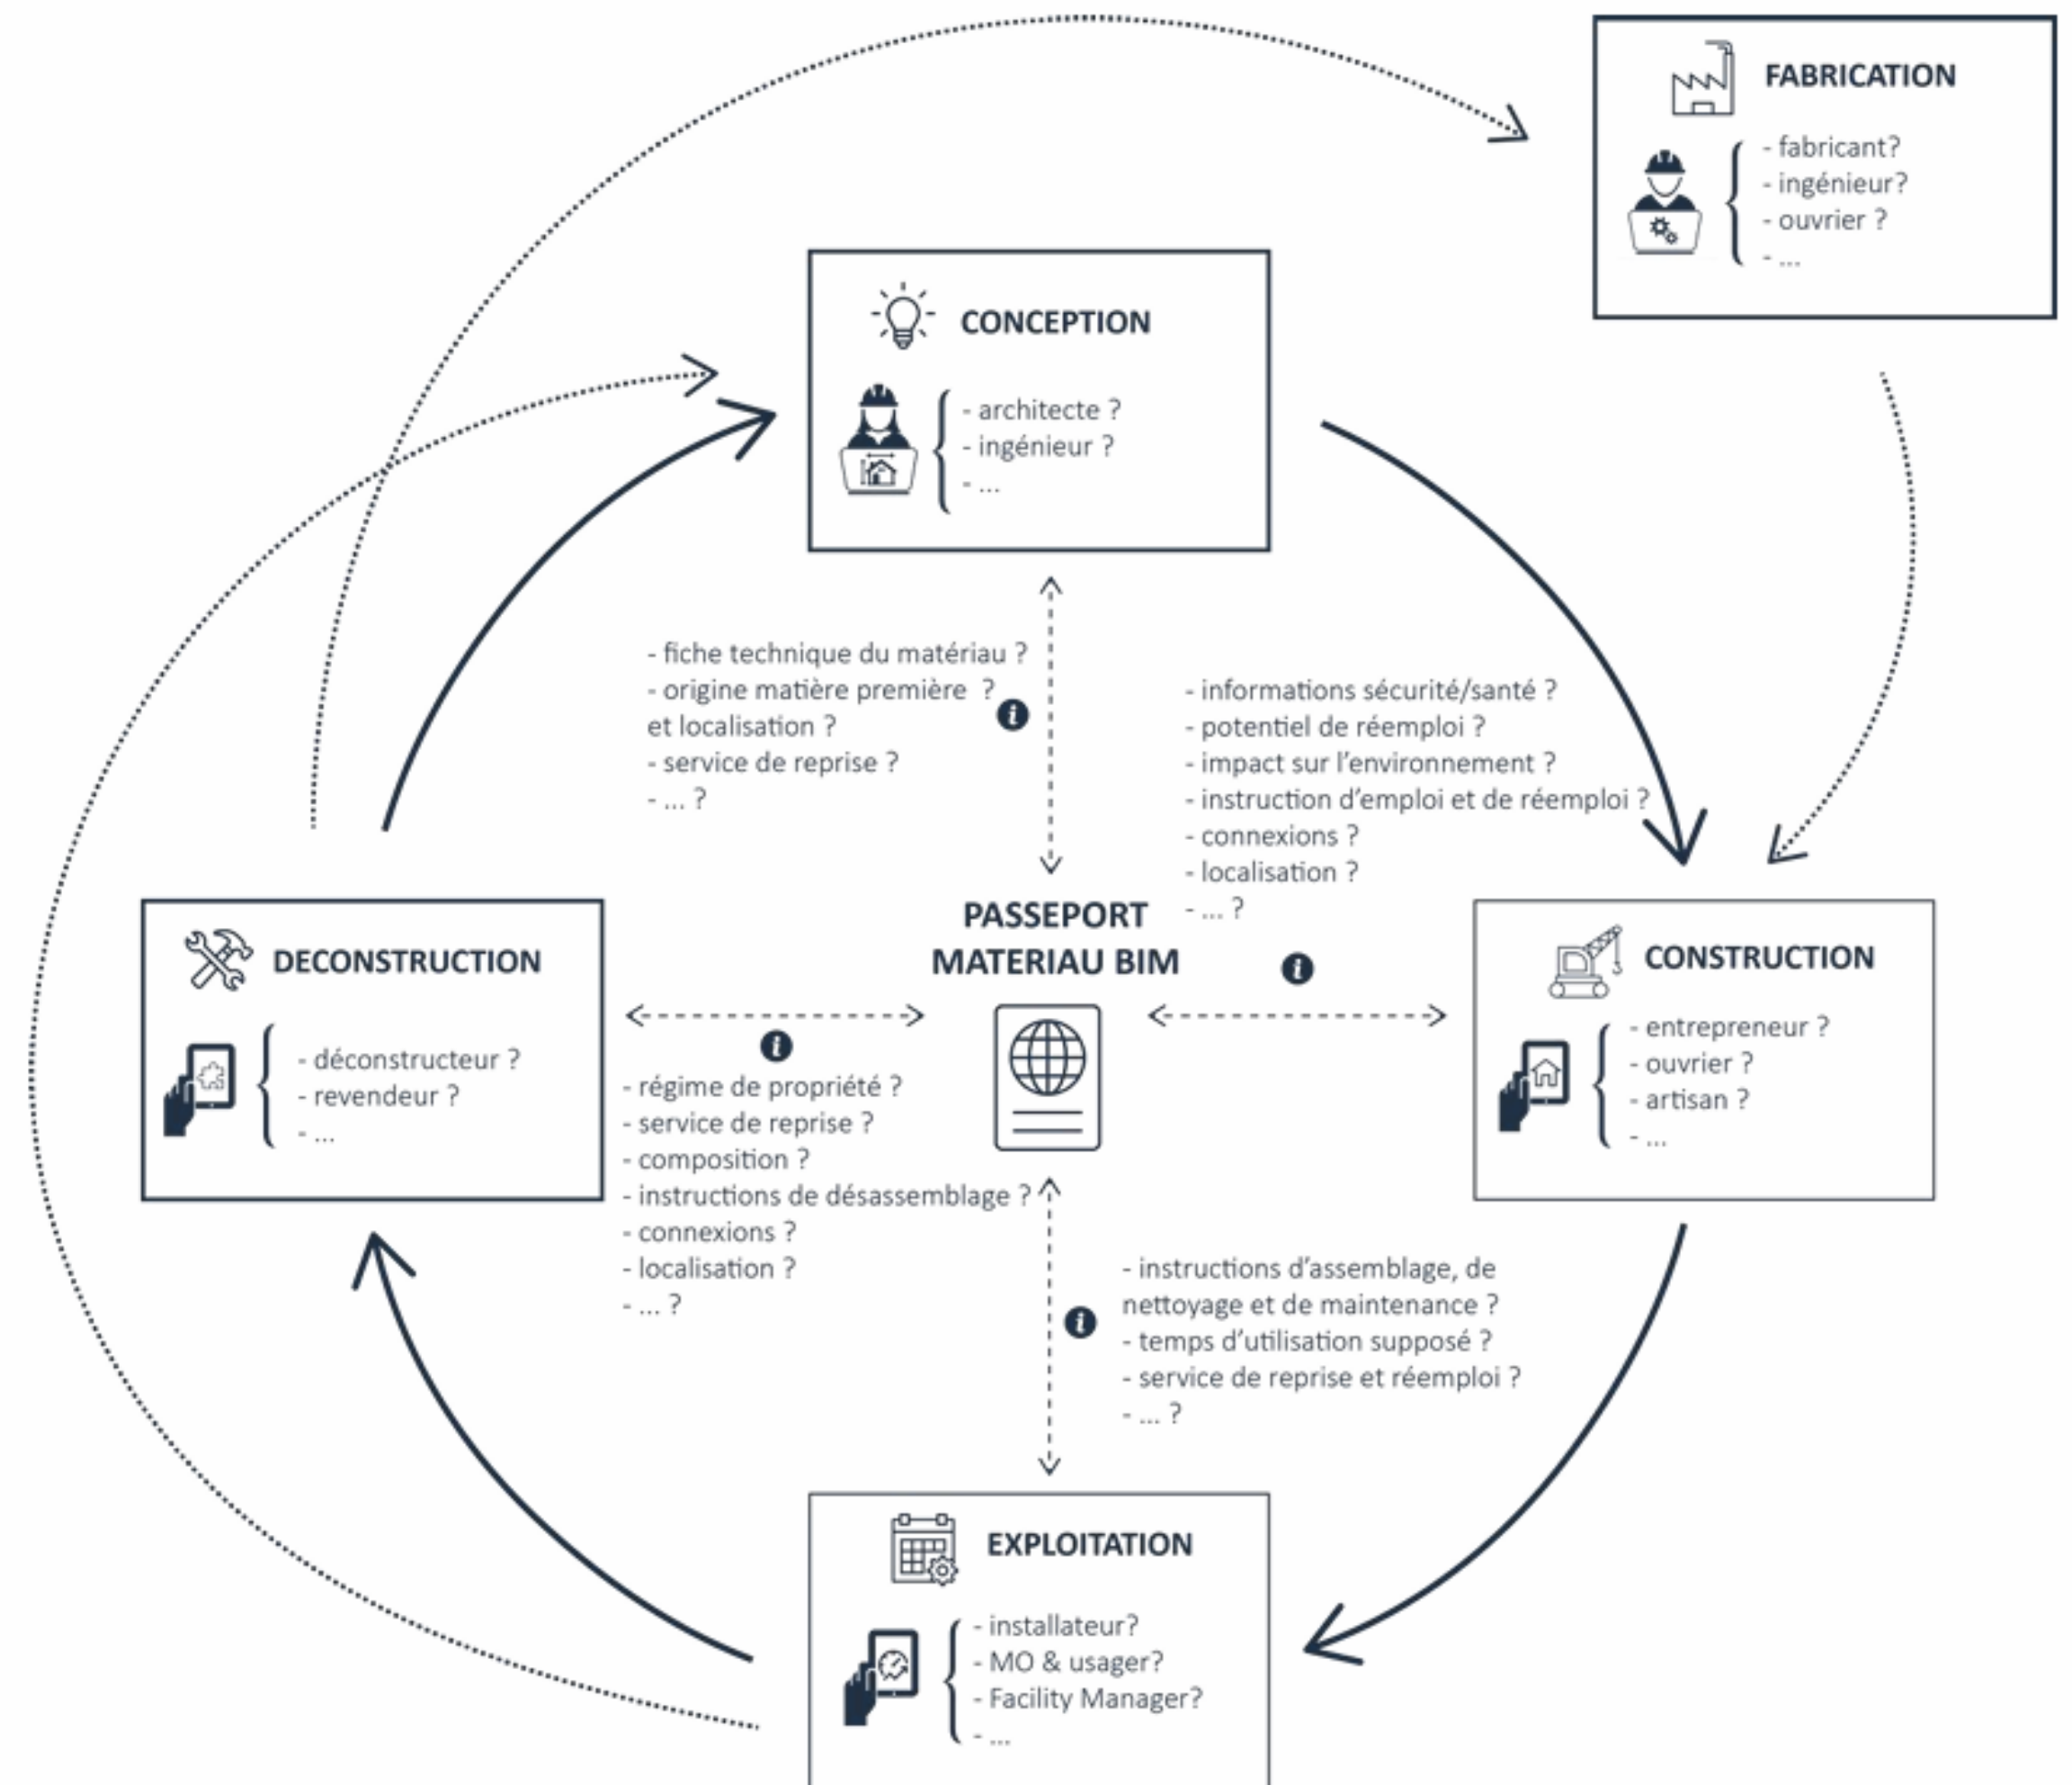 FABRICATION
- fabricant?
- ingénieur?
- ouvrier ?
- ...
CONCEPTION
- architecte ?
- ingénieur ?
- ...
- fiche technique du matériau ?
- origine matière première ?
et localisation ?
- service de reprise ?
- ... ?
- informations sécurité/santé ?
- potentiel de réemploi ?
- impact sur l'environnement ?
- instruction d'emploi et de réemploi ?
- connexions ?
- localisation ?
- ... ?
PASSEPORT
MATERIAU BIM
DECONSTRUCTION
- déconstructeur ?
- revendeur ?
- ...
CONSTRUCTION
- entrepreneur ?
- ouvrier ?
- artisan ?
- ...
- régime de propriété ?
- service de reprise ?
- composition ?
- instructions de désassemblage ?
- connexions ?
- localisation ?
- ... ?
- instructions d'assemblage, de
nettoyage et de maintenance ?
- temps d'utilisation supposé ?
- service de reprise et réemploi ?
- ... ?
EXPLOITATION
- installateur?
- MO & usager?
- Facility Manager?
- ...